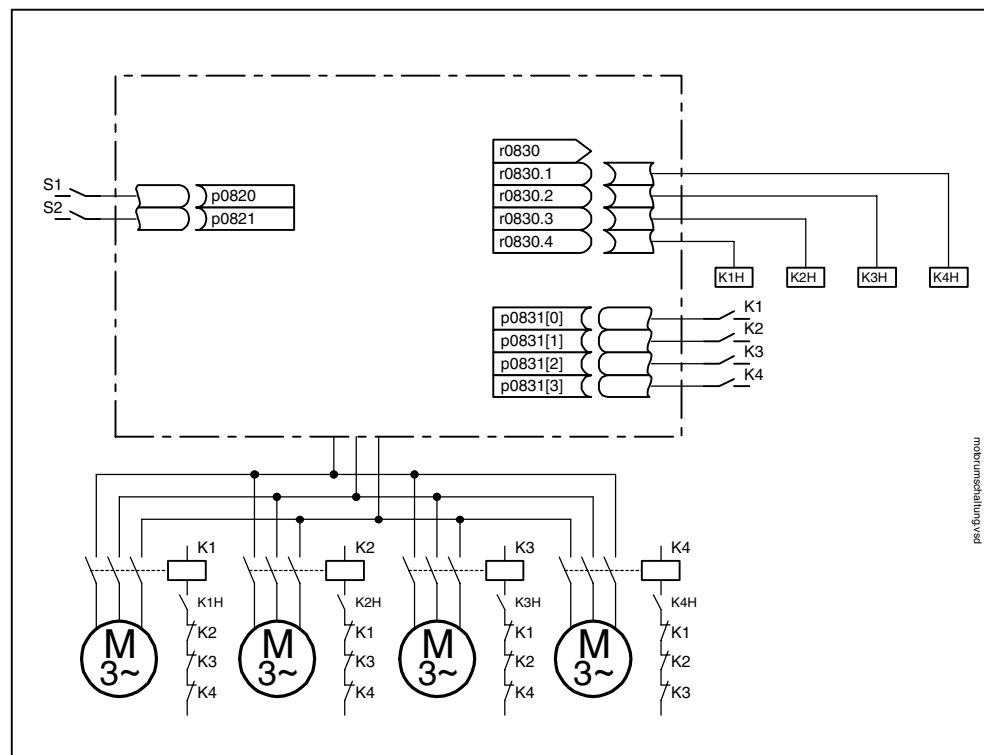 r0830
r0830.1
r0830.2
r0830.3
r0830.4
S1
S2
p0820
p0821
K1H
K2H
K3H
K4H
p0831[0]
p0831[1]
p0831[2]
p0831[3]
K1
K2
K3
K4
motorumschaltung.vsd
K1
K1H
K2
K3
K4
M
3~
K2
K2H
K1
K3
K4
M
3~
K3
K3H
K1
K2
K4
M
3~
K4
K4H
K1
K2
K3
M
3~